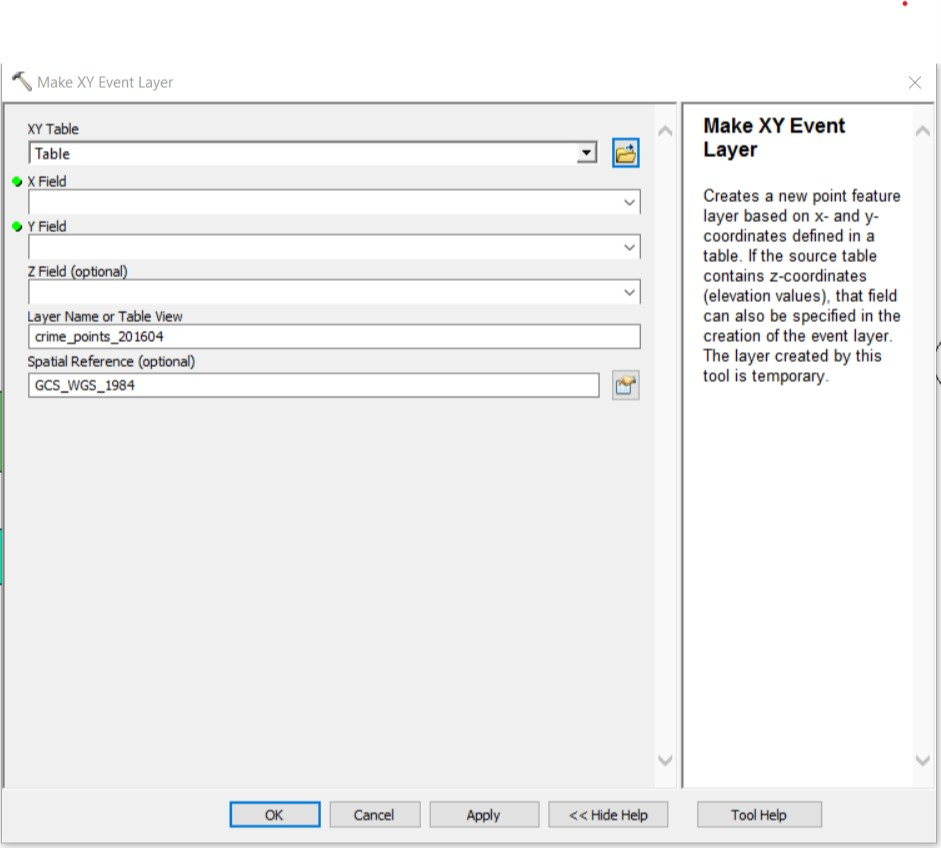 Make XY Event Layer
XY Table
Table
X Field
Y Field
Z Field (optional)
Layer Name or Table View
crime_points_201604
Spatial Reference (optional)
GCS_WGS_1984
Make XY Event
Layer
Creates a new point feature
layer based on x- and y-
coordinates defined in a
table. If the source table
contains z-coordinates
(elevation values), that field
can also be specified in the
creation of the event layer.
The layer created by this
tool is temporary.
OK
Cancel
Apply
<< Hide Help
Tool Help